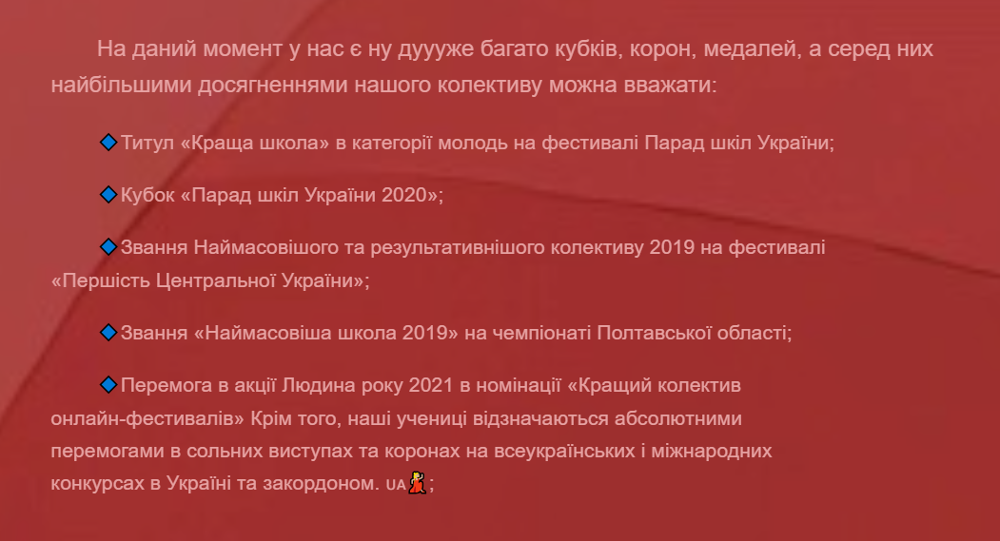 На даний момент у нас є ну дуууже багато кубків, корон, медалей, а серед них
найбільшими досягненнями нашого колективу можна вважати:
🔷Титул «Краща школа» в категорії молодь на фестивалі Парад шкіл України;
🔷Кубок «Парад шкіл України 2020»;
🔷Звання Наймасовішого та результативнішого колективу 2019 на фестивалі
«Першість Центральної України»;
🔷Звання «Наймасовіша школа 2019» на чемпіонаті Полтавської області;
🔷Перемога в акції Людина року 2021 в номінації «Кращий колектив
онлайн-фестивалів» Крім того, наші учениці відзначаються абсолютними
перемогами в сольних виступах та коронах на всеукраїнських і міжнародних
конкурсах в Україні та закордоном. 🇺🇦💃;